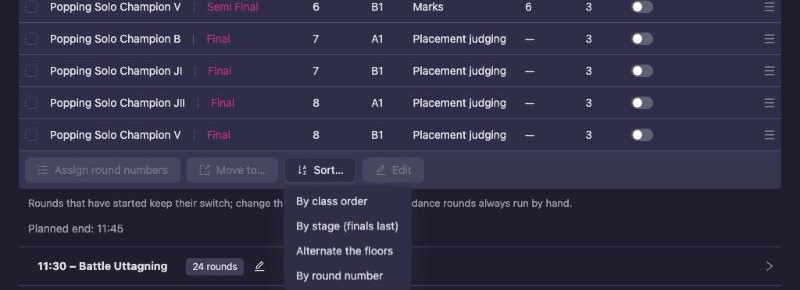 Popping Solo Champion V | Semi Final 6 B1 Marks 6 3
Popping Solo Champion B | Final 7 A1 Placement judging — 3
Popping Solo Champion JI | Final 7 B1 Placement judging — 3
Popping Solo Champion JII | Final 8 A1 Placement judging — 3
Popping Solo Champion V | Final 8 B1 Placement judging — 3
Assign round numbers Move to... Sort... Edit
By class order
By stage (finals last)
Alternate the floors
By round number
Rounds that have started keep their switch; change th dance rounds always run by hand.
Planned end: 11:45
11:30 – Battle Uttagning 24 rounds